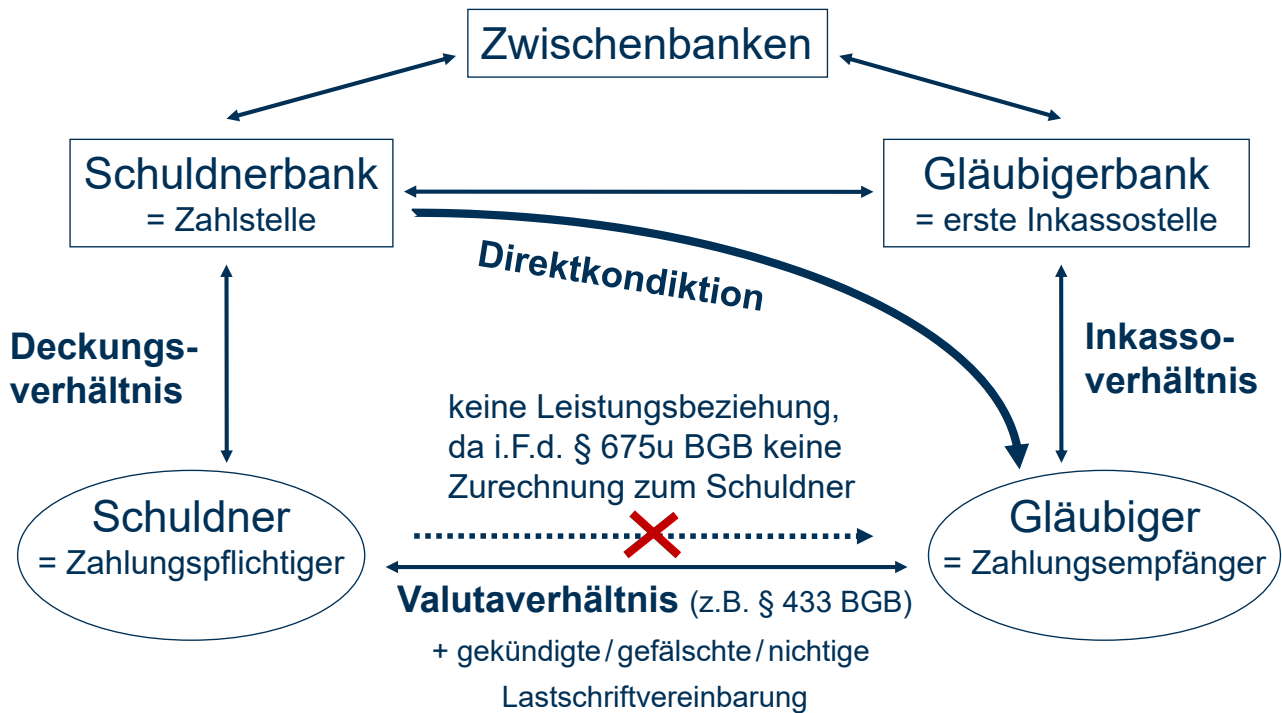 Zwischenbanken
Schuldnerbank
= Zahlstelle
Gläubigerbank
= erste Inkassostelle
Direktkondiktion
Deckungs-
verhältnis
Inkasso-
verhältnis
keine Leistungsbeziehung,
da i.F.d. § 675u BGB keine
Zurechnung zum Schuldner
Schuldner
= Zahlungspflichtiger
Gläubiger
= Zahlungsempfänger
Valutaverhältnis (z.B. § 433 BGB)
+ gekündigte/gefälschte/nichtige
Lastschriftvereinbarung